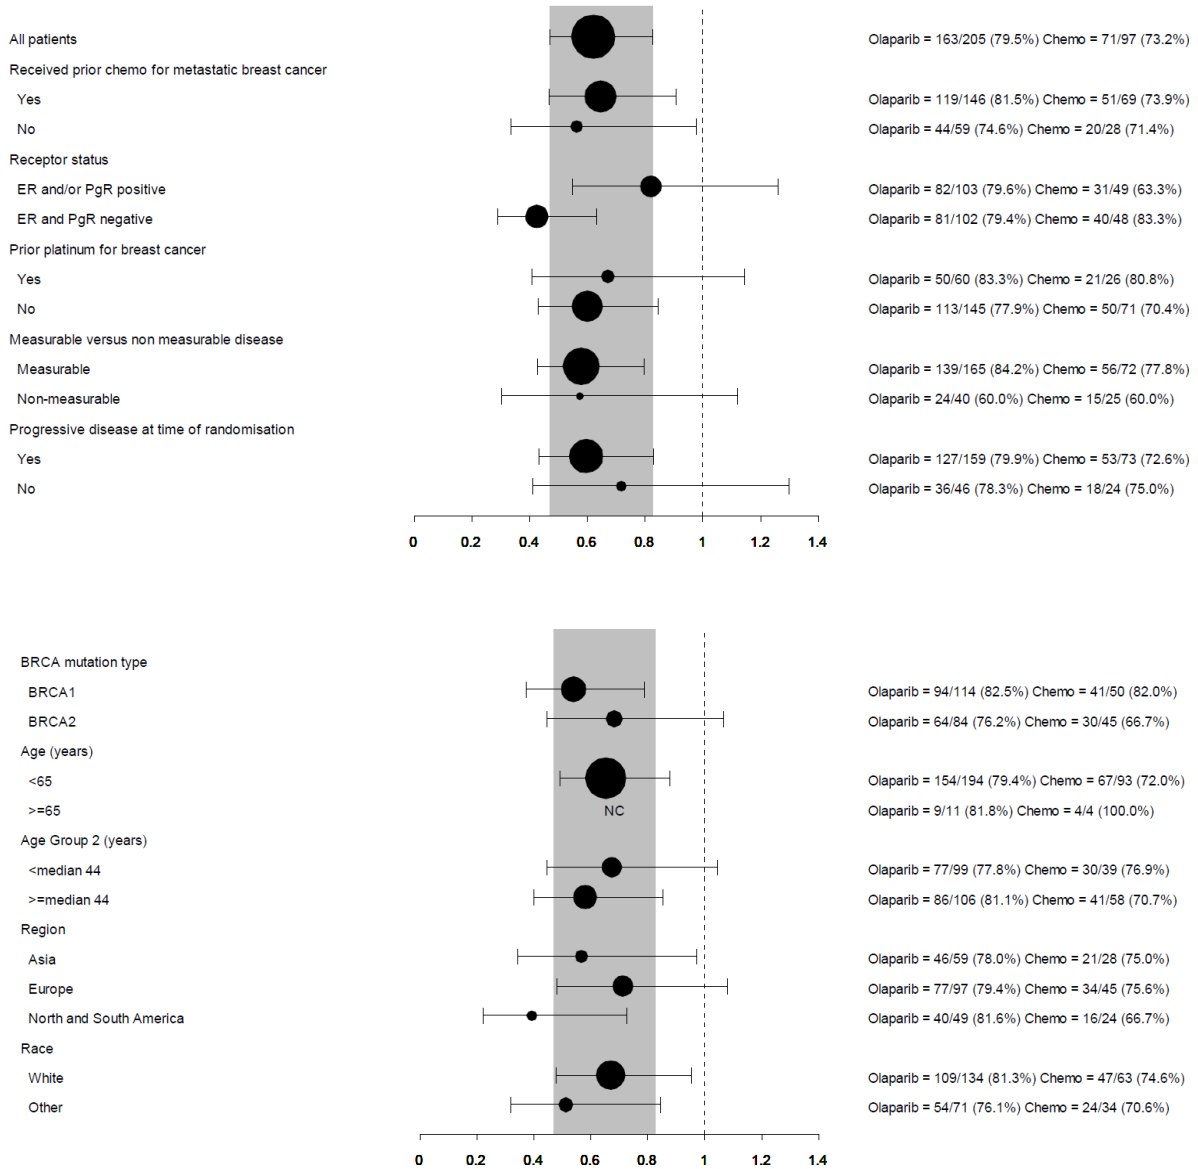 All patients Olaparib = 163/205 (79.5%) Chemo = 71/97 (73.2%)
Received prior chemo for metastatic breast cancer
Yes Olaparib = 119/146 (81.5%) Chemo = 51/69 (73.9%)
No Olaparib = 44/59 (74.6%) Chemo = 20/28 (71.4%)
Receptor status
ER and/or PgR positive Olaparib = 82/103 (79.6%) Chemo = 31/49 (63.3%)
ER and PgR negative Olaparib = 81/102 (79.4%) Chemo = 40/48 (83.3%)
Prior platinum for breast cancer
Yes Olaparib = 50/60 (83.3%) Chemo = 21/26 (80.8%)
No Olaparib = 113/145 (77.9%) Chemo = 50/71 (70.4%)
Measurable versus non measurable disease
Measurable Olaparib = 139/165 (84.2%) Chemo = 56/72 (77.8%)
Non-measurable Olaparib = 24/40 (60.0%) Chemo = 15/25 (60.0%)
Progressive disease at time of randomisation
Yes Olaparib = 127/159 (79.9%) Chemo = 53/73 (72.6%)
No Olaparib = 36/46 (78.3%) Chemo = 18/24 (75.0%)
0 0.4 0.6 0.8 1 1.2 1.4
BRCA mutation type
BRCA1 Olaparib = 94/114 (82.5%) Chemo = 41/50 (82.0%)
BRCA2 Olaparib = 64/84 (76.2%) Chemo = 30/45 (66.7%)
Age (years)
<65 Olaparib = 154/194 (79.4%) Chemo = 67/93 (72.0%)
>=65 NC Olaparib = 9/11 (81.8%) Chemo = 4/4 (100.0%)
Age Group 2 (years)
<median 44 Olaparib = 77/99 (77.8%) Chemo = 30/39 (76.9%)
>=median 44 Olaparib = 86/106 (81.1%) Chemo = 41/58 (70.7%)
Region
Asia Olaparib = 46/59 (78.0%) Chemo = 21/28 (75.0%)
Europe Olaparib = 77/97 (79.4%) Chemo = 34/45 (75.6%)
North and South America Olaparib = 40/49 (81.6%) Chemo = 16/24 (66.7%)
Race
White Olaparib = 109/134 (81.3%) Chemo = 47/63 (74.6%)
Other Olaparib = 54/71 (76.1%) Chemo = 24/34 (70.6%)
0 0.2 0.4 0.6 0.8 1 1.2 1.4